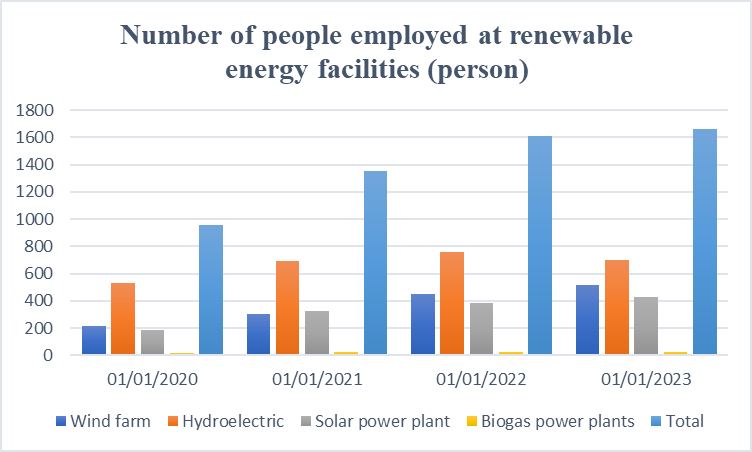 Number of people employed at renewable
energy facilities (person)
1800
1600
1400
1200
1000
800
600
400
200
0
01/01/2020 01/01/2021 01/01/2022 01/01/2023
Wind farm Hydroelectric Solar power plant Biogas power plants Total